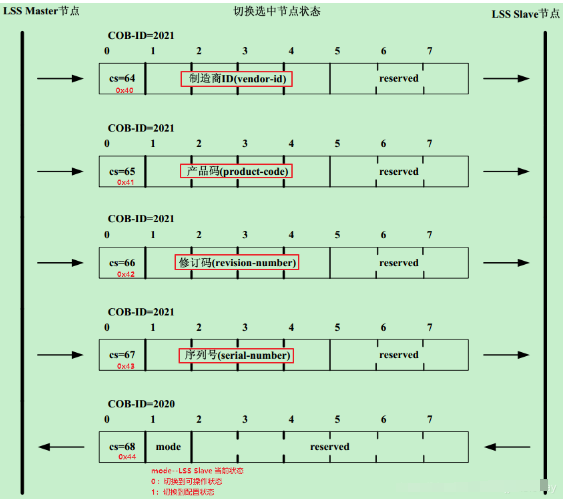 LSS Master节点 切换选中节点状态 LSS Slave节点
COB-ID=2021
0 1 2 3 4 5 6 7
cs=64 制造商ID(vendor-id) reserved
0x40
COB-ID=2021
0 1 2 3 4 5 6 7
cs=65 产品码(product-code) reserved
0x41
COB-ID=2021
0 1 2 3 4 5 6 7
cs=66 修订码(revision-number) reserved
0x42
COB-ID=2021
0 1 2 3 4 5 6 7
cs=67 序列号(serial-number) reserved
0x43
COB-ID=2020
0 1 2 3 4 5 6 7
cs=68 mode reserved
0x44
mode--LSS Slave 当前状态
0：切换到可操作状态
1：切换到配置状态